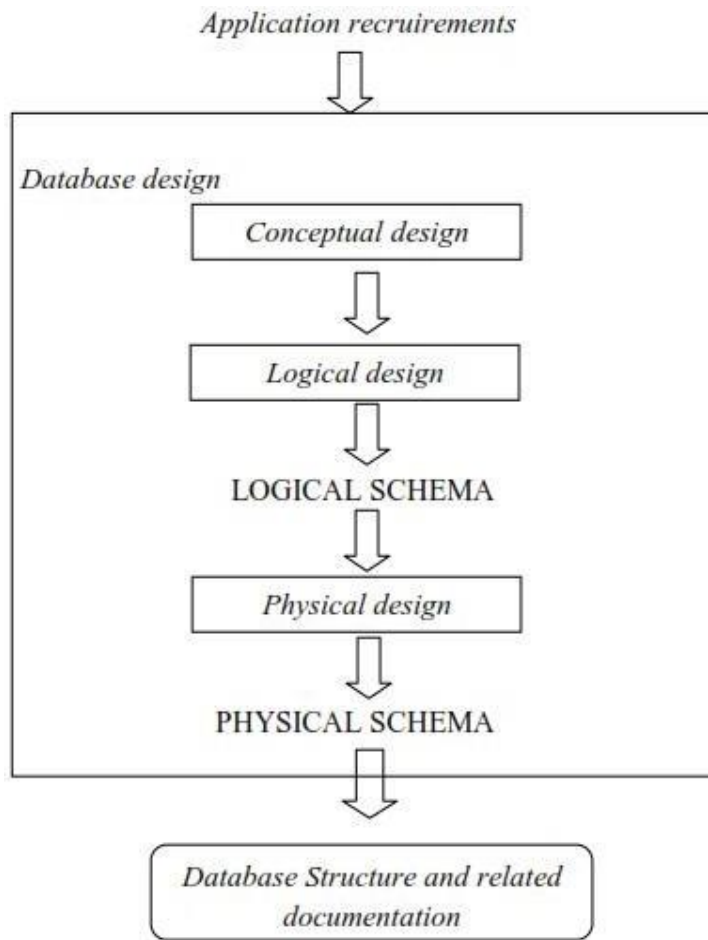 Application recruirements
Database design
Conceptual design
Logical design
LOGICAL SCHEMA
Physical design
PHYSICAL SCHEMA
Database Structure and related
documentation